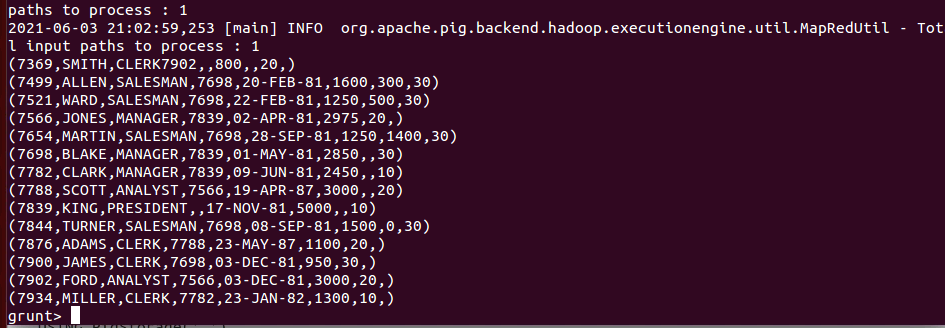 paths to process : 1
2021-06-03 21:02:59,253 [main] INFO  org.apache.pig.backend.hadoop.executionengine.util.MapRedUtil - Tot
l input paths to process : 1
(7369,SMITH,CLERK7902,,800,,20,)
(7499,ALLEN,SALESMAN,7698,20-FEB-81,1600,300,30)
(7521,WARD,SALESMAN,7698,22-FEB-81,1250,500,30)
(7566,JONES,MANAGER,7839,02-APR-81,2975,20,)
(7654,MARTIN,SALESMAN,7698,28-SEP-81,1250,1400,30)
(7698,BLAKE,MANAGER,7839,01-MAY-81,2850,,30)
(7782,CLARK,MANAGER,7839,09-JUN-81,2450,,10)
(7788,SCOTT,ANALYST,7566,19-APR-87,3000,,20)
(7839,KING,PRESIDENT,,17-NOV-81,5000,,10)
(7844,TURNER,SALESMAN,7698,08-SEP-81,1500,0,30)
(7876,ADAMS,CLERK,7788,23-MAY-87,1100,20,)
(7900,JAMES,CLERK,7698,03-DEC-81,950,30,)
(7902,FORD,ANALYST,7566,03-DEC-81,3000,20,)
(7934,MILLER,CLERK,7782,23-JAN-82,1300,10,)
grunt>